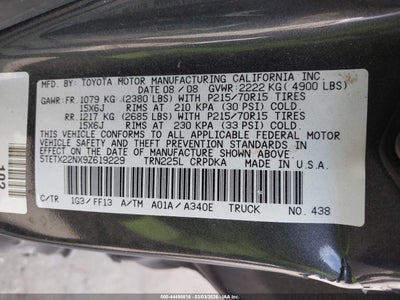 MFD. BY: TOYOTA MOTOR MANUFACTURING CALIFORNIA INC.
DATE 08/08 GVWR:2222 KG( 4900 LBS)
GAWR:FR. 1079 KG (2380 LBS) WITH P215/70R15 TIRES
15X6J RIMS AT 210 KPA (30 PSI) COLD.
RR. 1217 KG (2685 LBS) WITH P215/70R15 TIRES
15X6J RIMS AT 230 KPA (33 PSI) COLD.
THIS VEHICLE CONFORMS TO ALL APPLICABLE FEDERAL MOTOR
VEHICLE SAFETY STANDARDS IN EFFECT ON THE DATE OF
MANUFACTURE SHOWN ABOVE.
5TETX22NX9Z619229 TRN225L CRPDKA MADE IN U.S.A.
C/TR 1G3/FF13 A/TM A01A/A340E TRUCK NO. 438